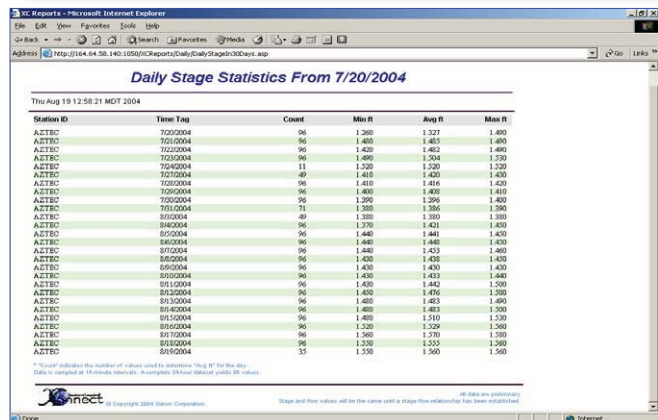 XC Reports - Microsoft Internet Explorer
File Edit View Favorites Tools Help
Back Search Favorites Media
Address http://164.64.58.140:1050/XCReports/Daily/DailyStageIn30Days.asp Go Links
Daily Stage Statistics From 7/20/2004
Thu Aug 19 12:58:21 MDT 2004
Station ID Time Tag Count Min ft Avg ft Max ft
AZTEC 7/20/2004 96 1.260 1.327 1.490
AZTEC 7/21/2004 96 1.480 1.485 1.490
AZTEC 7/22/2004 96 1.420 1.482 1.490
AZTEC 7/23/2004 96 1.490 1.504 1.530
AZTEC 7/24/2004 11 1.520 1.520 1.520
AZTEC 7/27/2004 49 1.410 1.420 1.430
AZTEC 7/28/2004 96 1.410 1.416 1.420
AZTEC 7/29/2004 96 1.400 1.408 1.410
AZTEC 7/30/2004 96 1.390 1.396 1.400
AZTEC 7/31/2004 71 1.380 1.386 1.390
AZTEC 8/3/2004 49 1.380 1.380 1.380
AZTEC 8/4/2004 96 1.370 1.421 1.450
AZTEC 8/5/2004 96 1.440 1.441 1.450
AZTEC 8/6/2004 96 1.440 1.448 1.450
AZTEC 8/7/2004 96 1.440 1.453 1.460
AZTEC 8/8/2004 96 1.430 1.438 1.450
AZTEC 8/9/2004 96 1.430 1.430 1.430
AZTEC 8/10/2004 96 1.430 1.433 1.440
AZTEC 8/11/2004 96 1.430 1.442 1.500
AZTEC 8/12/2004 96 1.450 1.476 1.500
AZTEC 8/13/2004 96 1.480 1.483 1.490
AZTEC 8/14/2004 96 1.480 1.483 1.500
AZTEC 8/15/2004 96 1.480 1.510 1.530
AZTEC 8/16/2004 96 1.520 1.529 1.560
AZTEC 8/17/2004 96 1.560 1.570 1.580
AZTEC 8/18/2004 96 1.550 1.555 1.560
AZTEC 8/19/2004 35 1.550 1.560 1.560
* "Count" indicates the number of values used to determine "Avg ft" for the day.
Data is sampled at 15-minute intervals. A complete 24-hour dataset yields 96 values.
All data are preliminary
Xonnect © Copyright 2004 Sutron Corporation Stage and flow values will be the same until a stage-flow relationship has been established.
Done Internet